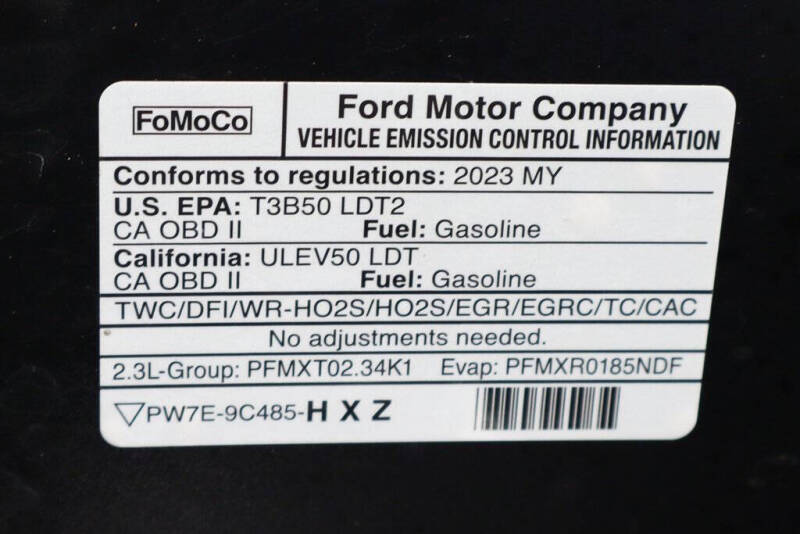 FoMoCo
Ford Motor Company
VEHICLE EMISSION CONTROL INFORMATION
Conforms to regulations: 2023 MY
U.S. EPA: T3B50 LDT2
CA OBD II Fuel: Gasoline
California: ULEV50 LDT
CA OBD II Fuel: Gasoline
TWC/DFI/WR-HO2S/HO2S/EGR/EGRC/TC/CAC
No adjustments needed.
2.3L-Group: PFMXT02.34K1 Evap: PFMXR0185NDF
PW7E-9C485-H X Z